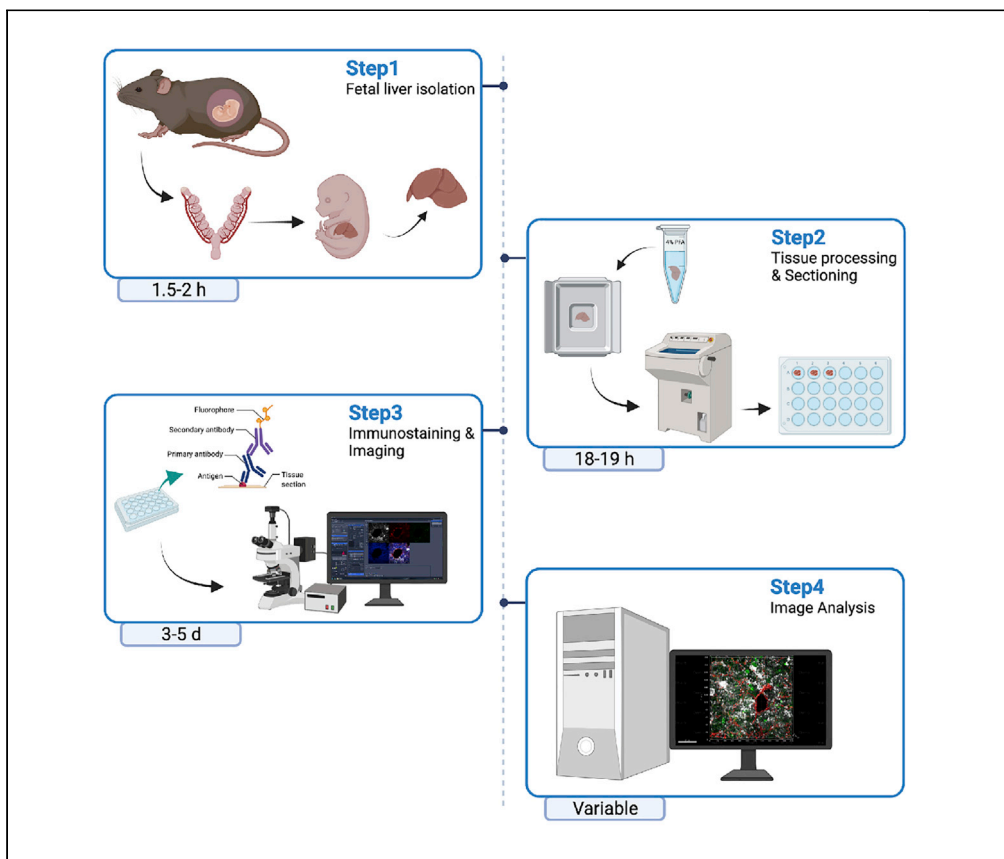 Step1
Fetal liver isolation
1.5-2 h
Step2
Tissue processing
& Sectioning
4% PFA
18-19 h
Step3
Immunostaining &
Imaging
Fluorophore
Secondary antibody
Primary antibody
Antigen
Tissue
section
3-5 d
Step4
Image Analysis
Variable